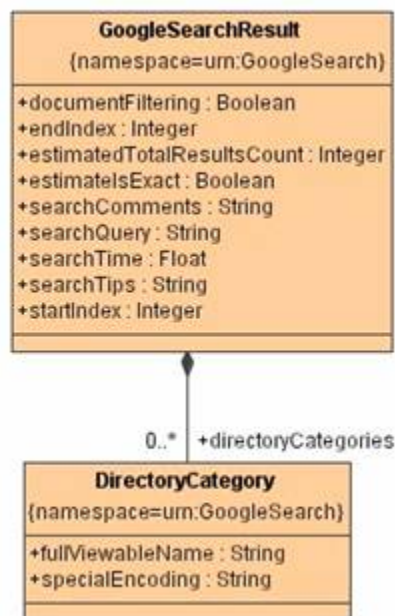 GoogleSearchResult
{namespace=urn:GoogleSearch}
+documentFiltering : Boolean
+endIndex : Integer
+estimatedTotalResultsCount : Integer
+estimateIsExact : Boolean
+searchComments : String
+searchQuery : String
+searchTime : Float
+searchTips : String
+startIndex : Integer
0..* +directoryCategories
DirectoryCategory
{namespace=urn:GoogleSearch}
+fullViewableName : String
+specialEncoding : String